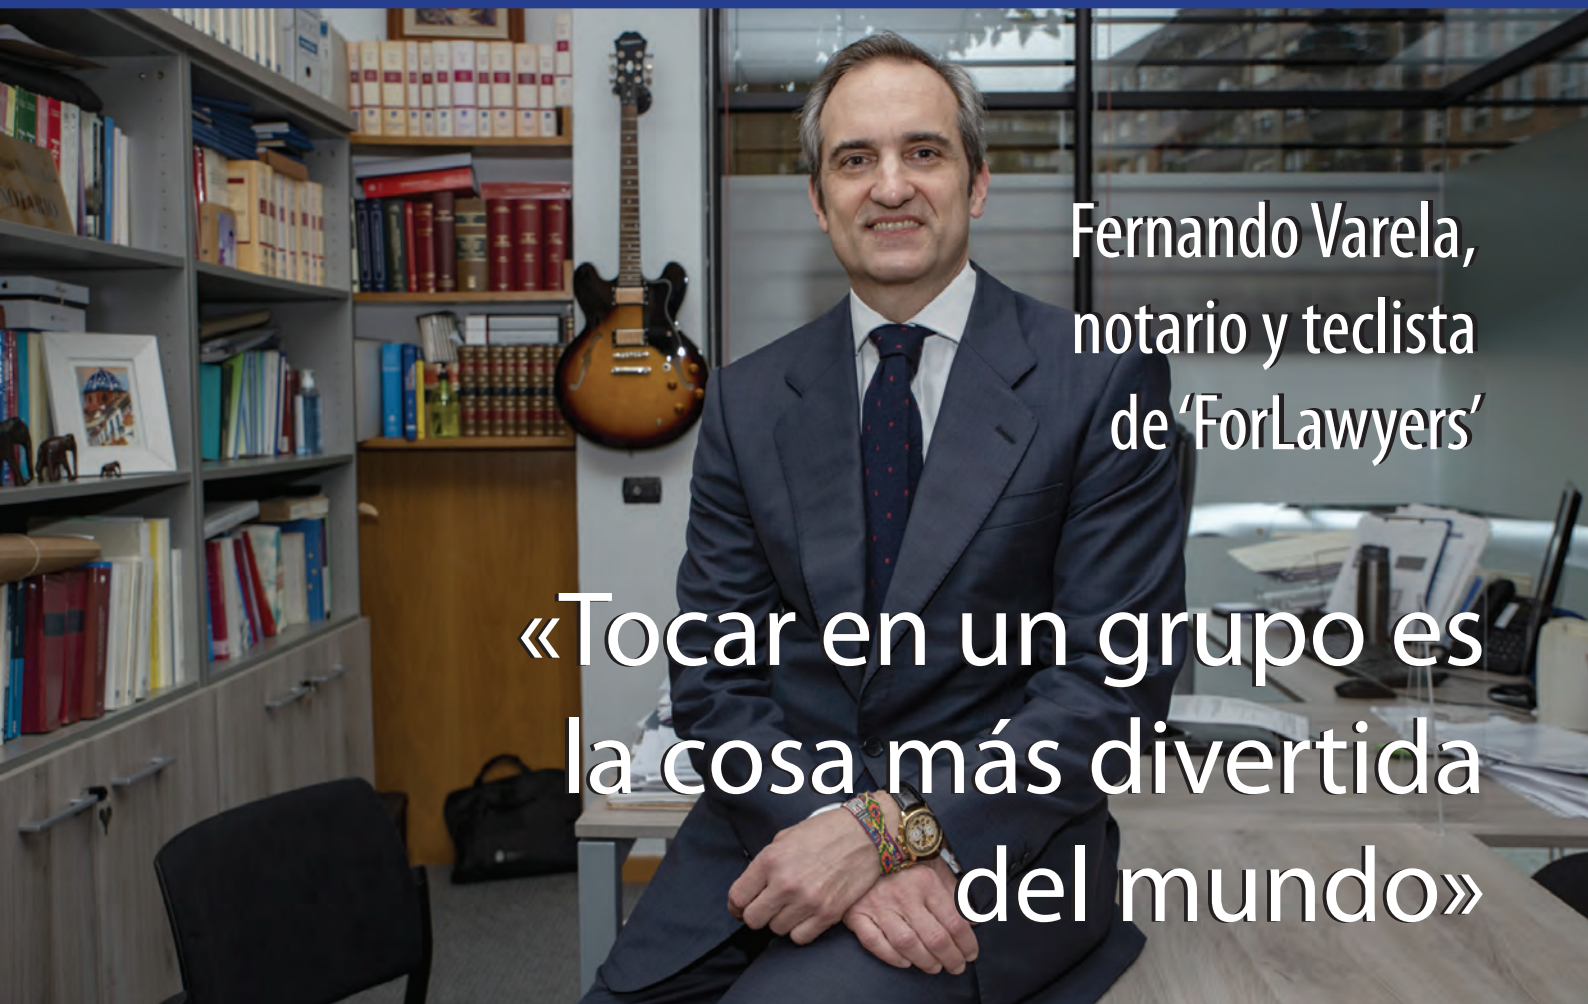 Fernando Varela,
notario y teclista
de ‘ForLawyers’
«Tocar en un grupo es
la cosa más divertida
del mundo»